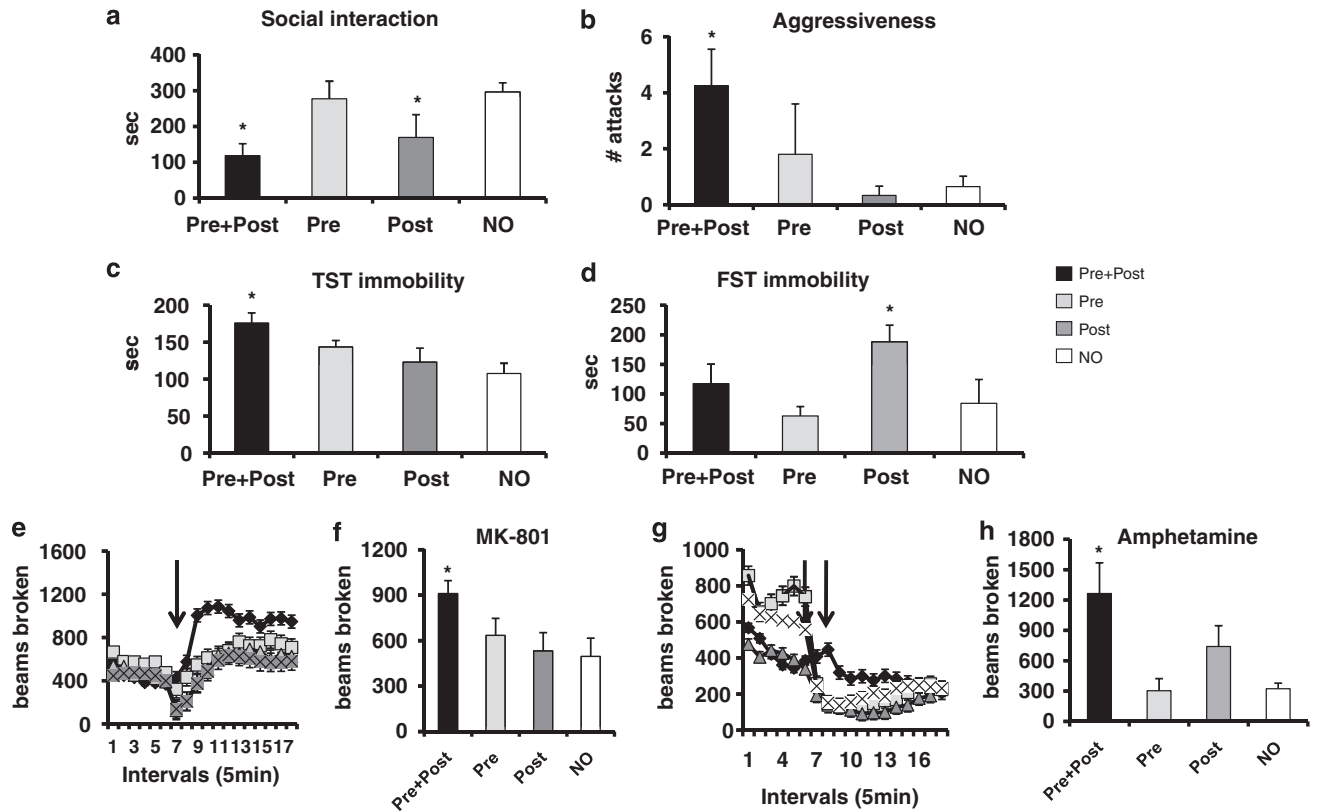 a Social interaction
400
300
200
100
0
sec
*
*
Pre+Post Pre Post NO
b Aggressiveness
6
4
2
0
# attacks
*
Pre+Post Pre Post NO
c TST immobility
200
150
100
50
0
sec
*
Pre+Post Pre Post NO
d FST immobility
250
200
150
100
50
0
sec
*
Pre+Post Pre Post NO
Pre+Post
Pre
Post
NO
e
1600
1200
800
400
0
beams broken
1 3 5 7 9 11 13 15 17
Intervals (5min)
f MK-801
1200
900
600
300
0
beams broken
*
Pre+Post Pre Post NO
g
1000
800
600
400
200
0
beams broken
1 4 7 10 13 16
Intervals (5min)
h Amphetamine
1800
1500
1200
900
600
300
0
beams broken
*
Pre+Post Pre Post NO